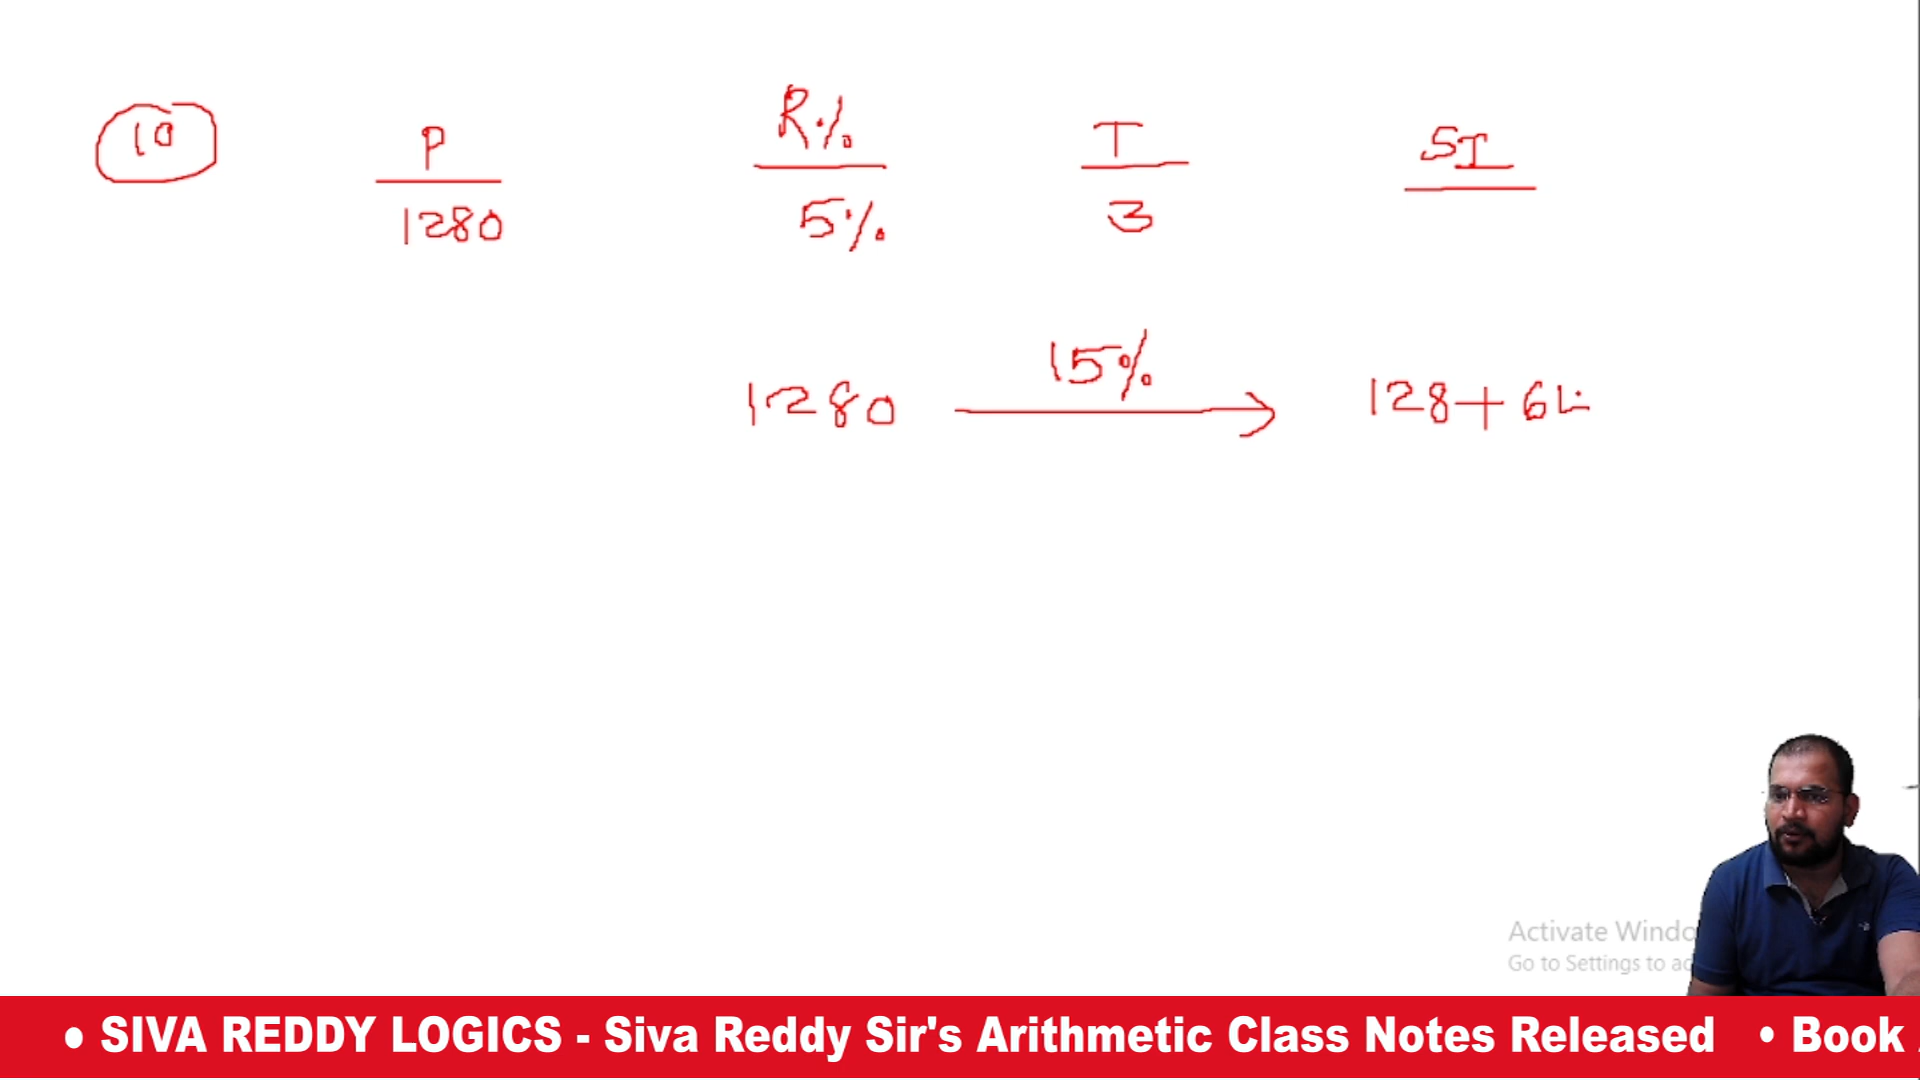 10 P R% T SI
1280 5% 3
15%
1280 → 128+64
Activate Windo
Go to Settings to ac
• SIVA REDDY LOGICS - Siva Reddy Sir's Arithmetic Class Notes Released • Book